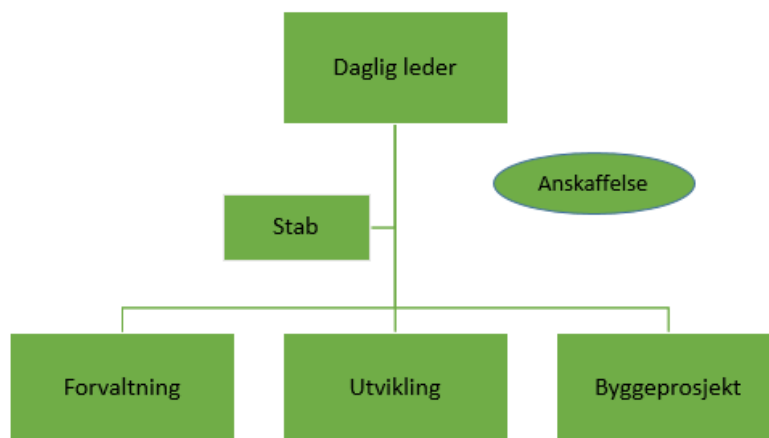 Daglig leder
Anskaffelse
Stab
Forvaltning
Utvikling
Byggeprosjekt